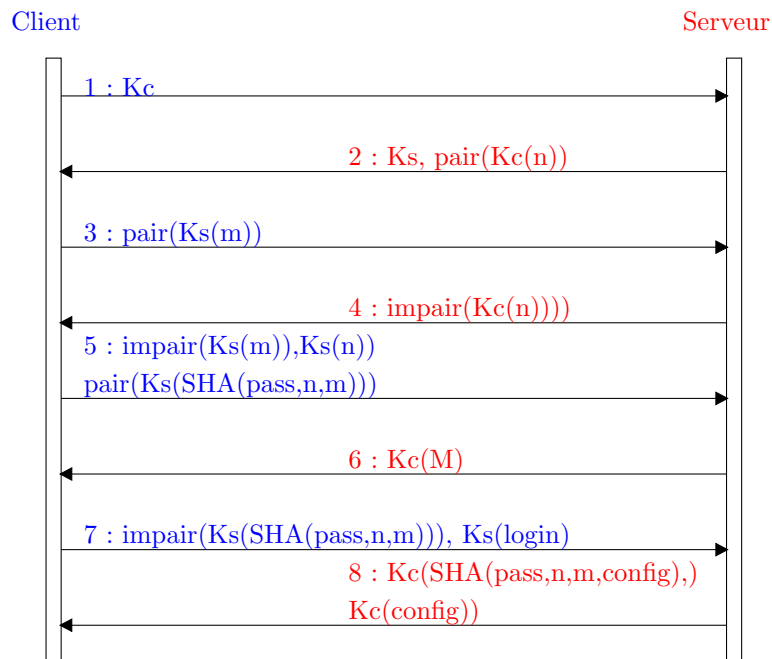 Client
Serveur
1 : Kc
2 : Ks, pair(Kc(n))
3 : pair(Ks(m))
4 : impair(Kc(n))))
5 : impair(Ks(m)),Ks(n))
pair(Ks(SHA(pass,n,m)))
6 : Kc(M)
7 : impair(Ks(SHA(pass,n,m))), Ks(login)
8 : Kc(SHA(pass,n,m,config),)
Kc(config))